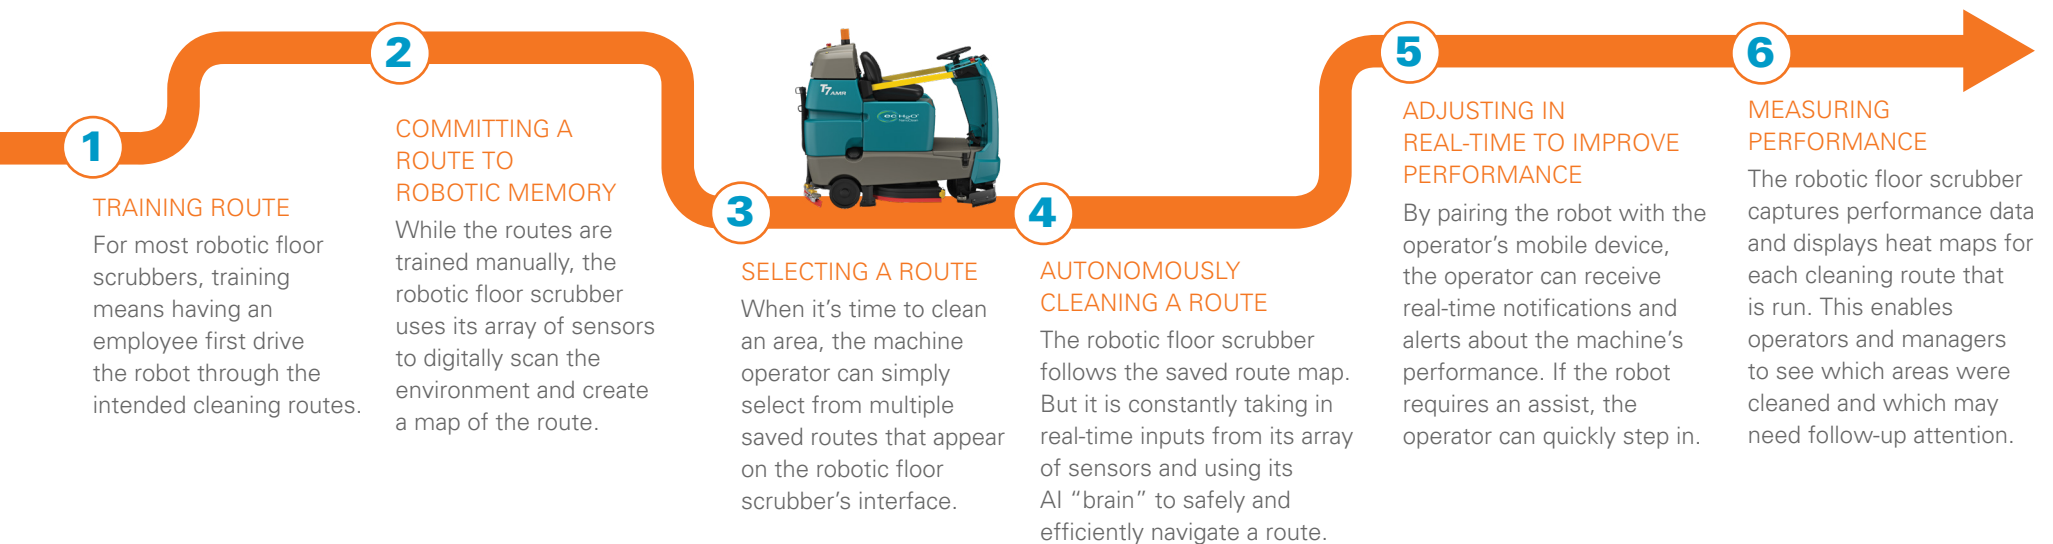 1
TRAINING ROUTE
For most robotic floor
scrubbers, training
means having an
employee first drive
the robot through the
intended cleaning routes.
2
COMMITTING A
ROUTE TO
ROBOTIC MEMORY
While the routes are
trained manually, the
robotic floor scrubber
uses its array of sensors
to digitally scan the
environment and create
a map of the route.
T7AMR
ec H₂O
3
SELECTING A ROUTE
When it’s time to clean
an area, the machine
operator can simply
select from multiple
saved routes that appear
on the robotic floor
scrubber’s interface.
4
AUTONOMOUSLY
CLEANING A ROUTE
The robotic floor scrubber
follows the saved route map.
But it is constantly taking in
real-time inputs from its array
of sensors and using its
AI “brain” to safely and
efficiently navigate a route.
5
ADJUSTING IN
REAL-TIME TO IMPROVE
PERFORMANCE
By pairing the robot with the
operator’s mobile device,
the operator can receive
real-time notifications and
alerts about the machine’s
performance. If the robot
requires an assist, the
operator can quickly step in.
6
MEASURING
PERFORMANCE
The robotic floor scrubber
captures performance data
and displays heat maps for
each cleaning route that
is run. This enables
operators and managers
to see which areas were
cleaned and which may
need follow-up attention.